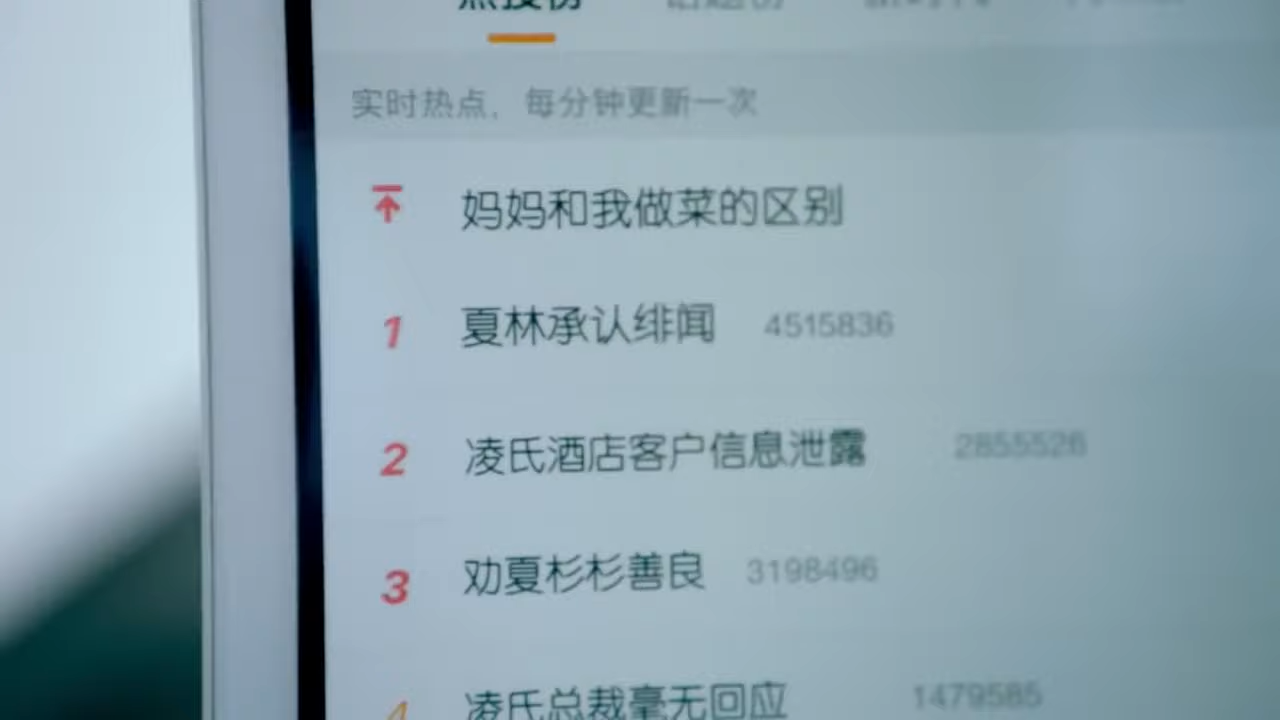 热搜榜
实时热点，每分钟更新一次
妈妈和我做菜的区别
1 夏林承认绯闻 4515836
2 凌氏酒店客户信息泄露 2855526
3 劝夏杉杉善良 3198496
4 凌氏总裁毫无回应 1479585